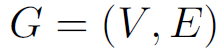 G = (V, E)